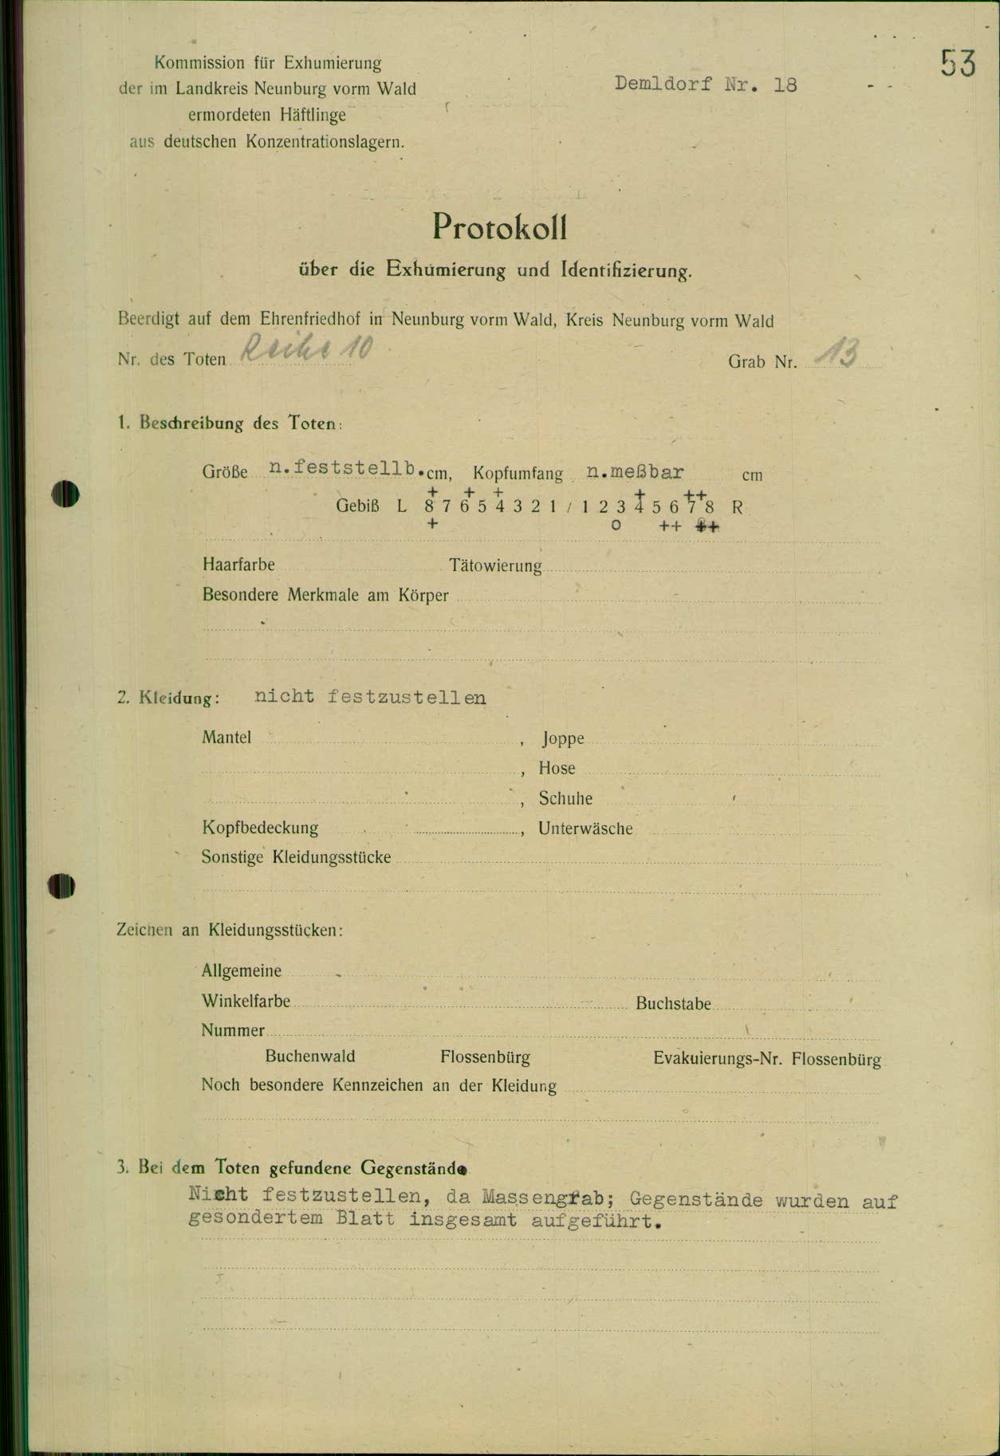 53
Kommission für Exhumierung
der im Landkreis Neunburg vorm Wald
ermordeten Häftlinge
aus deutschen Konzentrationslagern.
Demldorf Nr. 18 - -
Protokoll
über die Exhumierung und Identifizierung.
Beerdigt auf dem Ehrenfriedhof in Neunburg vorm Wald, Kreis Neunburg vorm Wald
Nr. des Toten Reihe 10 Grab Nr. 13
1. Beschreibung des Toten:
Größe n.feststellb.cm, Kopfumfang n.meßbar cm
+ + + + ++
Gebiß L 8 7 6 5 4 3 2 1 / 1 2 3 4 5 6 7 8 R
+ o ++ ++
Haarfarbe Tätowierung
Besondere Merkmale am Körper
2. Kleidung: nicht festzustellen
Mantel , Joppe
, Hose
, Schuhe
Kopfbedeckung , Unterwäsche
Sonstige Kleidungsstücke
Zeichen an Kleidungsstücken:
Allgemeine
Winkelfarbe Buchstabe
Nummer
Buchenwald Flossenbürg Evakuierungs-Nr. Flossenbürg
Noch besondere Kennzeichen an der Kleidung
3. Bei dem Toten gefundene Gegenstände
Nicht festzustellen, da Massengrab; Gegenstände wurden auf
gesondertem Blatt insgesamt aufgeführt.